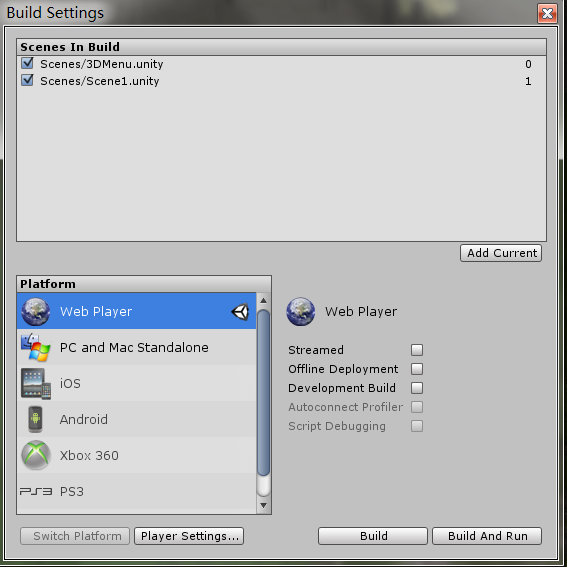 Build Settings
Scenes In Build
Scenes/3DMenu.unity 0
Scenes/Scene1.unity 1
Add Current
Platform
Web Player
PC and Mac Standalone
iOS
Android
Xbox 360
PS3 PS3
Web Player
Streamed
Offline Deployment
Development Build
Autoconnect Profiler
Script Debugging
Switch Platform
Player Settings...
Build
Build And Run